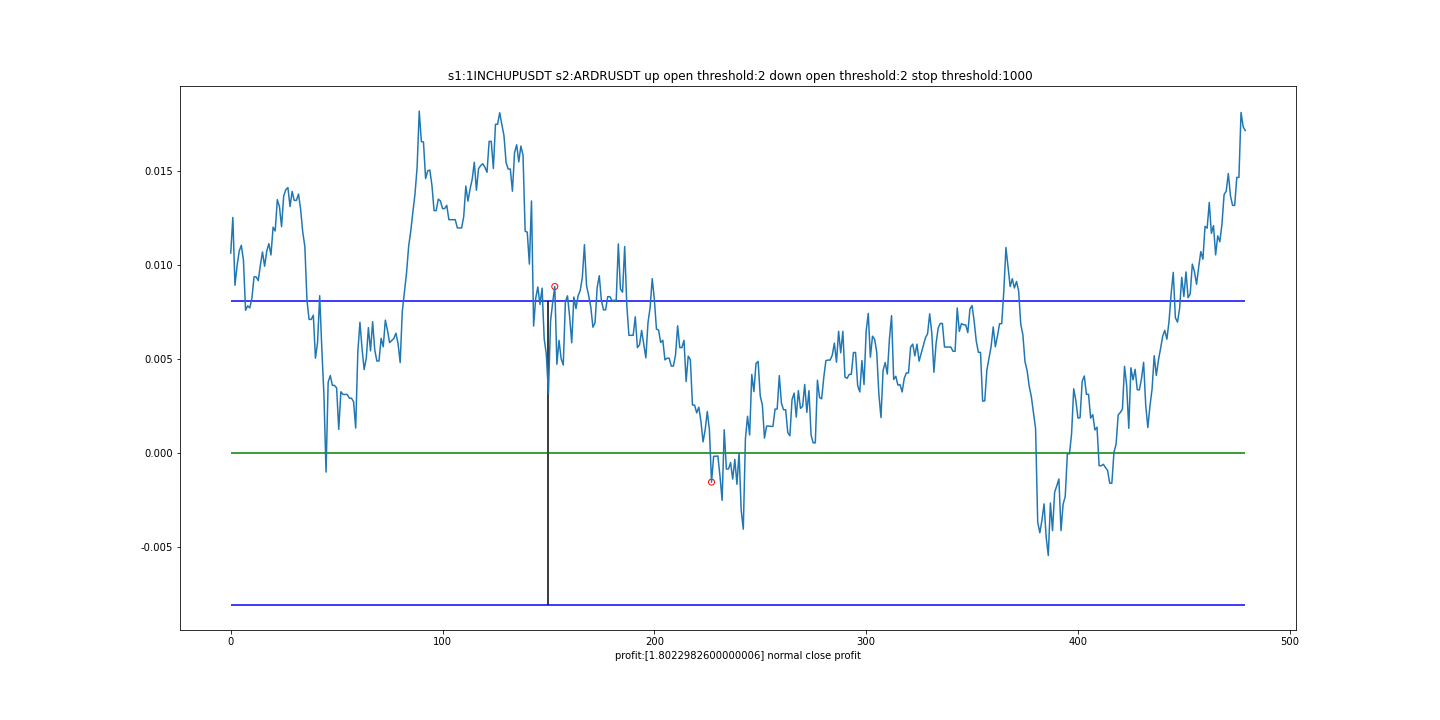 s1:1INCHUPUSDT s2:ARDRUSDT up open threshold:2 down open threshold:2 stop threshold:1000
0.015
0.010
0.005
0.000
-0.005
0 100 200 300 400 500
profit:[1.8022982600000006] normal close profit